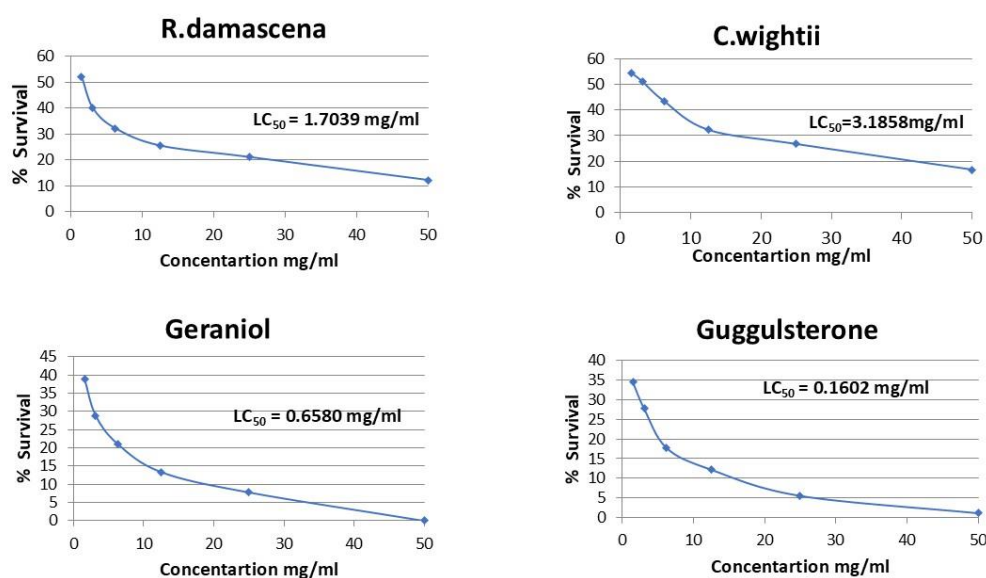 R.damascena
60
50
40
30
20
10
0
% Survival
LC₅₀ = 1.7039 mg/ml
0 10 20 30 40 50
Concentartion mg/ml
C.wightii
60
50
40
30
20
10
0
% Survival
LC₅₀=3.1858mg/ml
0 10 20 30 40 50
Concentartion mg/ml
Geraniol
45
40
35
30
25
20
15
10
5
0
% Survival
LC₅₀ = 0.6580 mg/ml
0 10 20 30 40 50
Concentartion mg/ml
Guggulsterone
40
35
30
25
20
15
10
5
0
% Survival
LC₅₀ = 0.1602 mg/ml
0 10 20 30 40 50
Concentartion mg/ml